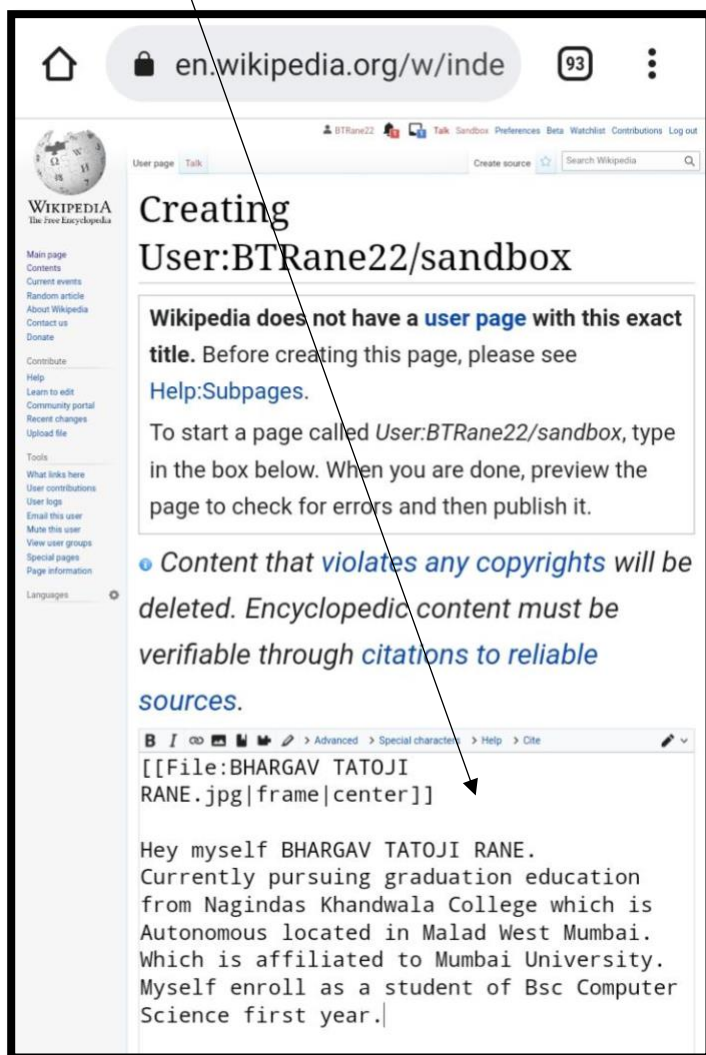 en.wikipedia.org/w/inde
93
BTRane22 Talk Sandbox Preferences Beta Watchlist Contributions Log out
User page Talk
Create source Search Wikipedia
WIKIPEDIA
The Free Encyclopedia
Main page
Contents
Current events
Random article
About Wikipedia
Contact us
Donate
Contribute
Help
Learn to edit
Community portal
Recent changes
Upload file
Tools
What links here
User contributions
User logs
Email this user
Mute this user
View user groups
Special pages
Page information
Languages
Creating
User:BTRane22/sandbox
Wikipedia does not have a user page with this exact
title. Before creating this page, please see
Help:Subpages.
To start a page called User:BTRane22/sandbox, type
in the box below. When you are done, preview the
page to check for errors and then publish it.
Content that violates any copyrights will be
deleted. Encyclopedic content must be
verifiable through citations to reliable
sources.
B I > Advanced > Special characters > Help > Cite
[[File:BHARGAV TATOJI
RANE.jpg|frame|center]]
Hey myself BHARGAV TATOJI RANE.
Currently pursuing graduation education
from Nagindas Khandwala College which is
Autonomous located in Malad West Mumbai.
Which is affiliated to Mumbai University.
Myself enroll as a student of Bsc Computer
Science first year.